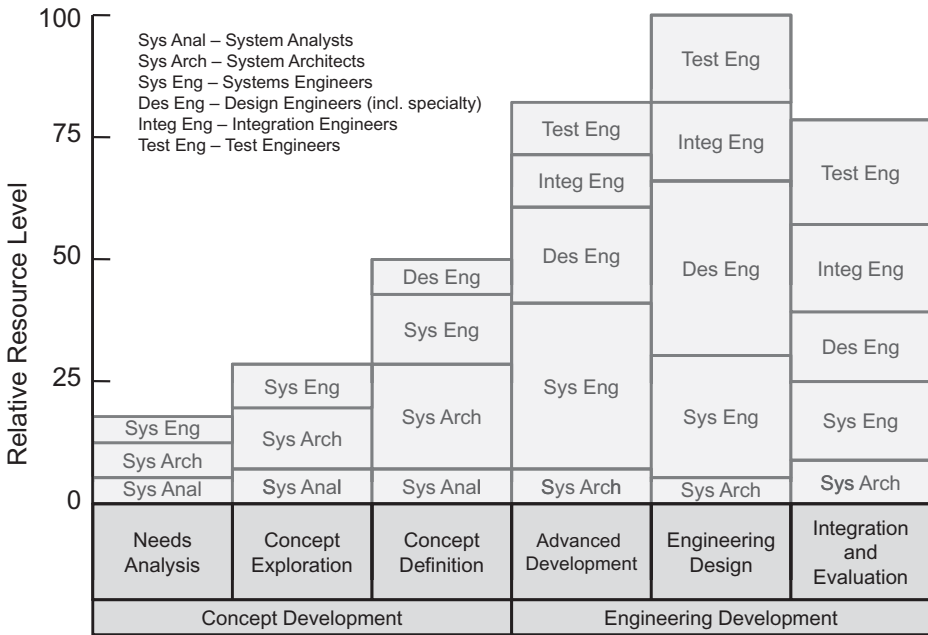 Relative Resource Level
100
75
50
25
0
Sys Anal – System Analysts
Sys Arch – System Architects
Sys Eng – Systems Engineers
Des Eng – Design Engineers (incl. specialty)
Integ Eng – Integration Engineers
Test Eng – Test Engineers
Sys Eng
Sys Arch
Sys Anal
Sys Eng
Sys Arch
Sys Anal
Des Eng
Sys Eng
Sys Arch
Sys Anal
Test Eng
Integ Eng
Des Eng
Sys Eng
Sys Arch
Test Eng
Integ Eng
Des Eng
Sys Eng
Sys Arch
Test Eng
Integ Eng
Des Eng
Sys Eng
Sys Arch
Needs
Analysis
Concept
Exploration
Concept
Definition
Advanced
Development
Engineering
Design
Integration
and
Evaluation
Concept Development
Engineering Development